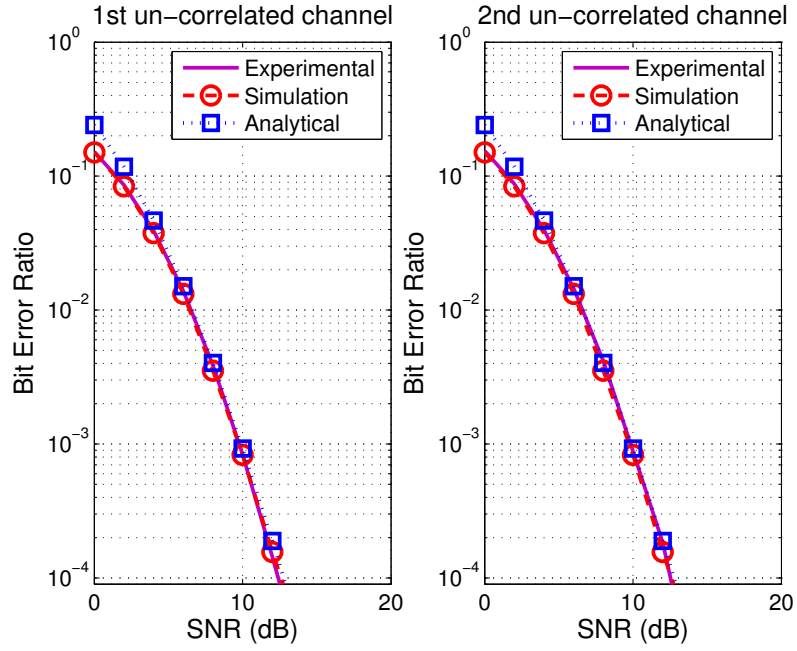 1st un−correlated channel
10^0
10^−1
10^−2
10^−3
10^−4
Bit Error Ratio
Experimental
Simulation
Analytical
0
10
20
SNR (dB)
2nd un−correlated channel
10^0
10^−1
10^−2
10^−3
10^−4
Bit Error Ratio
Experimental
Simulation
Analytical
0
10
20
SNR (dB)